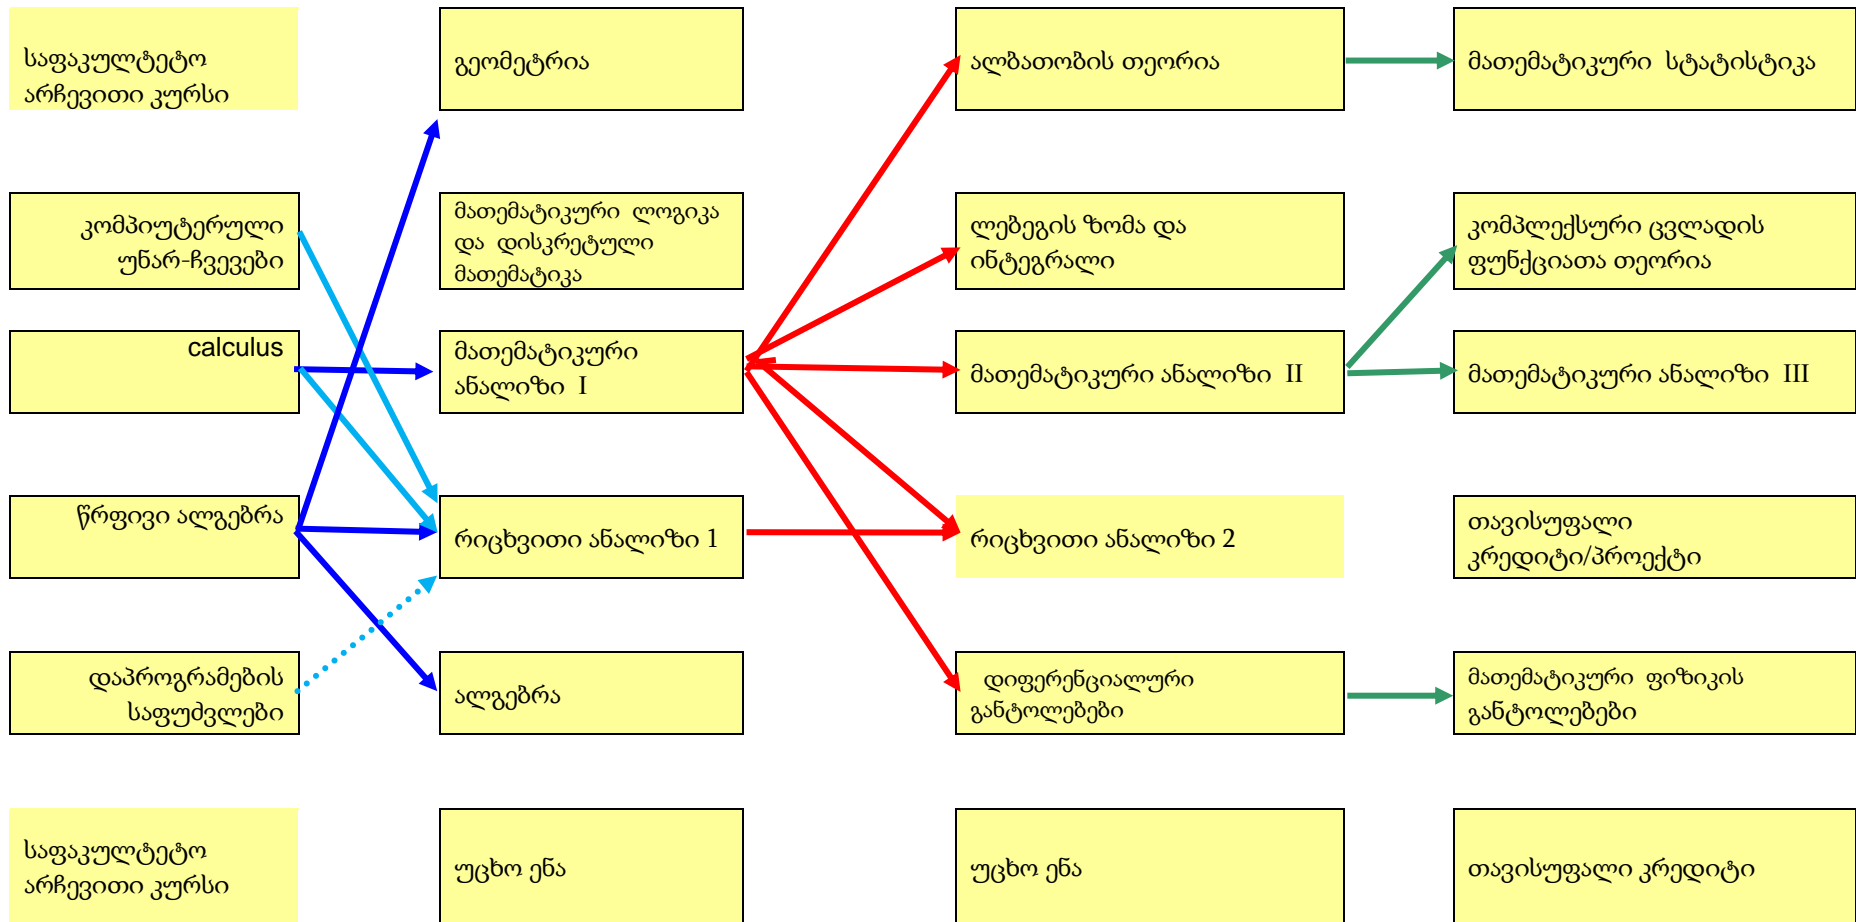 საფაკულტეტო
არჩევითი კურსი
გეომეტრია
ალბათობის თეორია
მათემატიკური სტატისტიკა
კომპიუტერული
უნარ-ჩვევები
მათემატიკური ლოგიკა
და დისკრეტული
მათემატიკა
ლებეგის ზომა და
ინტეგრალი
კომპლექსური ცვლადის
ფუნქციათა თეორია
calculus
მათემატიკური
ანალიზი I
მათემატიკური ანალიზი II
მათემატიკური ანალიზი III
წრფივი ალგებრა
რიცხვითი ანალიზი 1
რიცხვითი ანალიზი 2
თავისუფალი
კრედიტი/პროექტი
დაპროგრამების
საფუძვლები
ალგებრა
დიფერენციალური
განტოლებები
მათემატიკური ფიზიკის
განტოლებები
საფაკულტეტო
არჩევითი კურსი
უცხო ენა
უცხო ენა
თავისუფალი კრედიტი